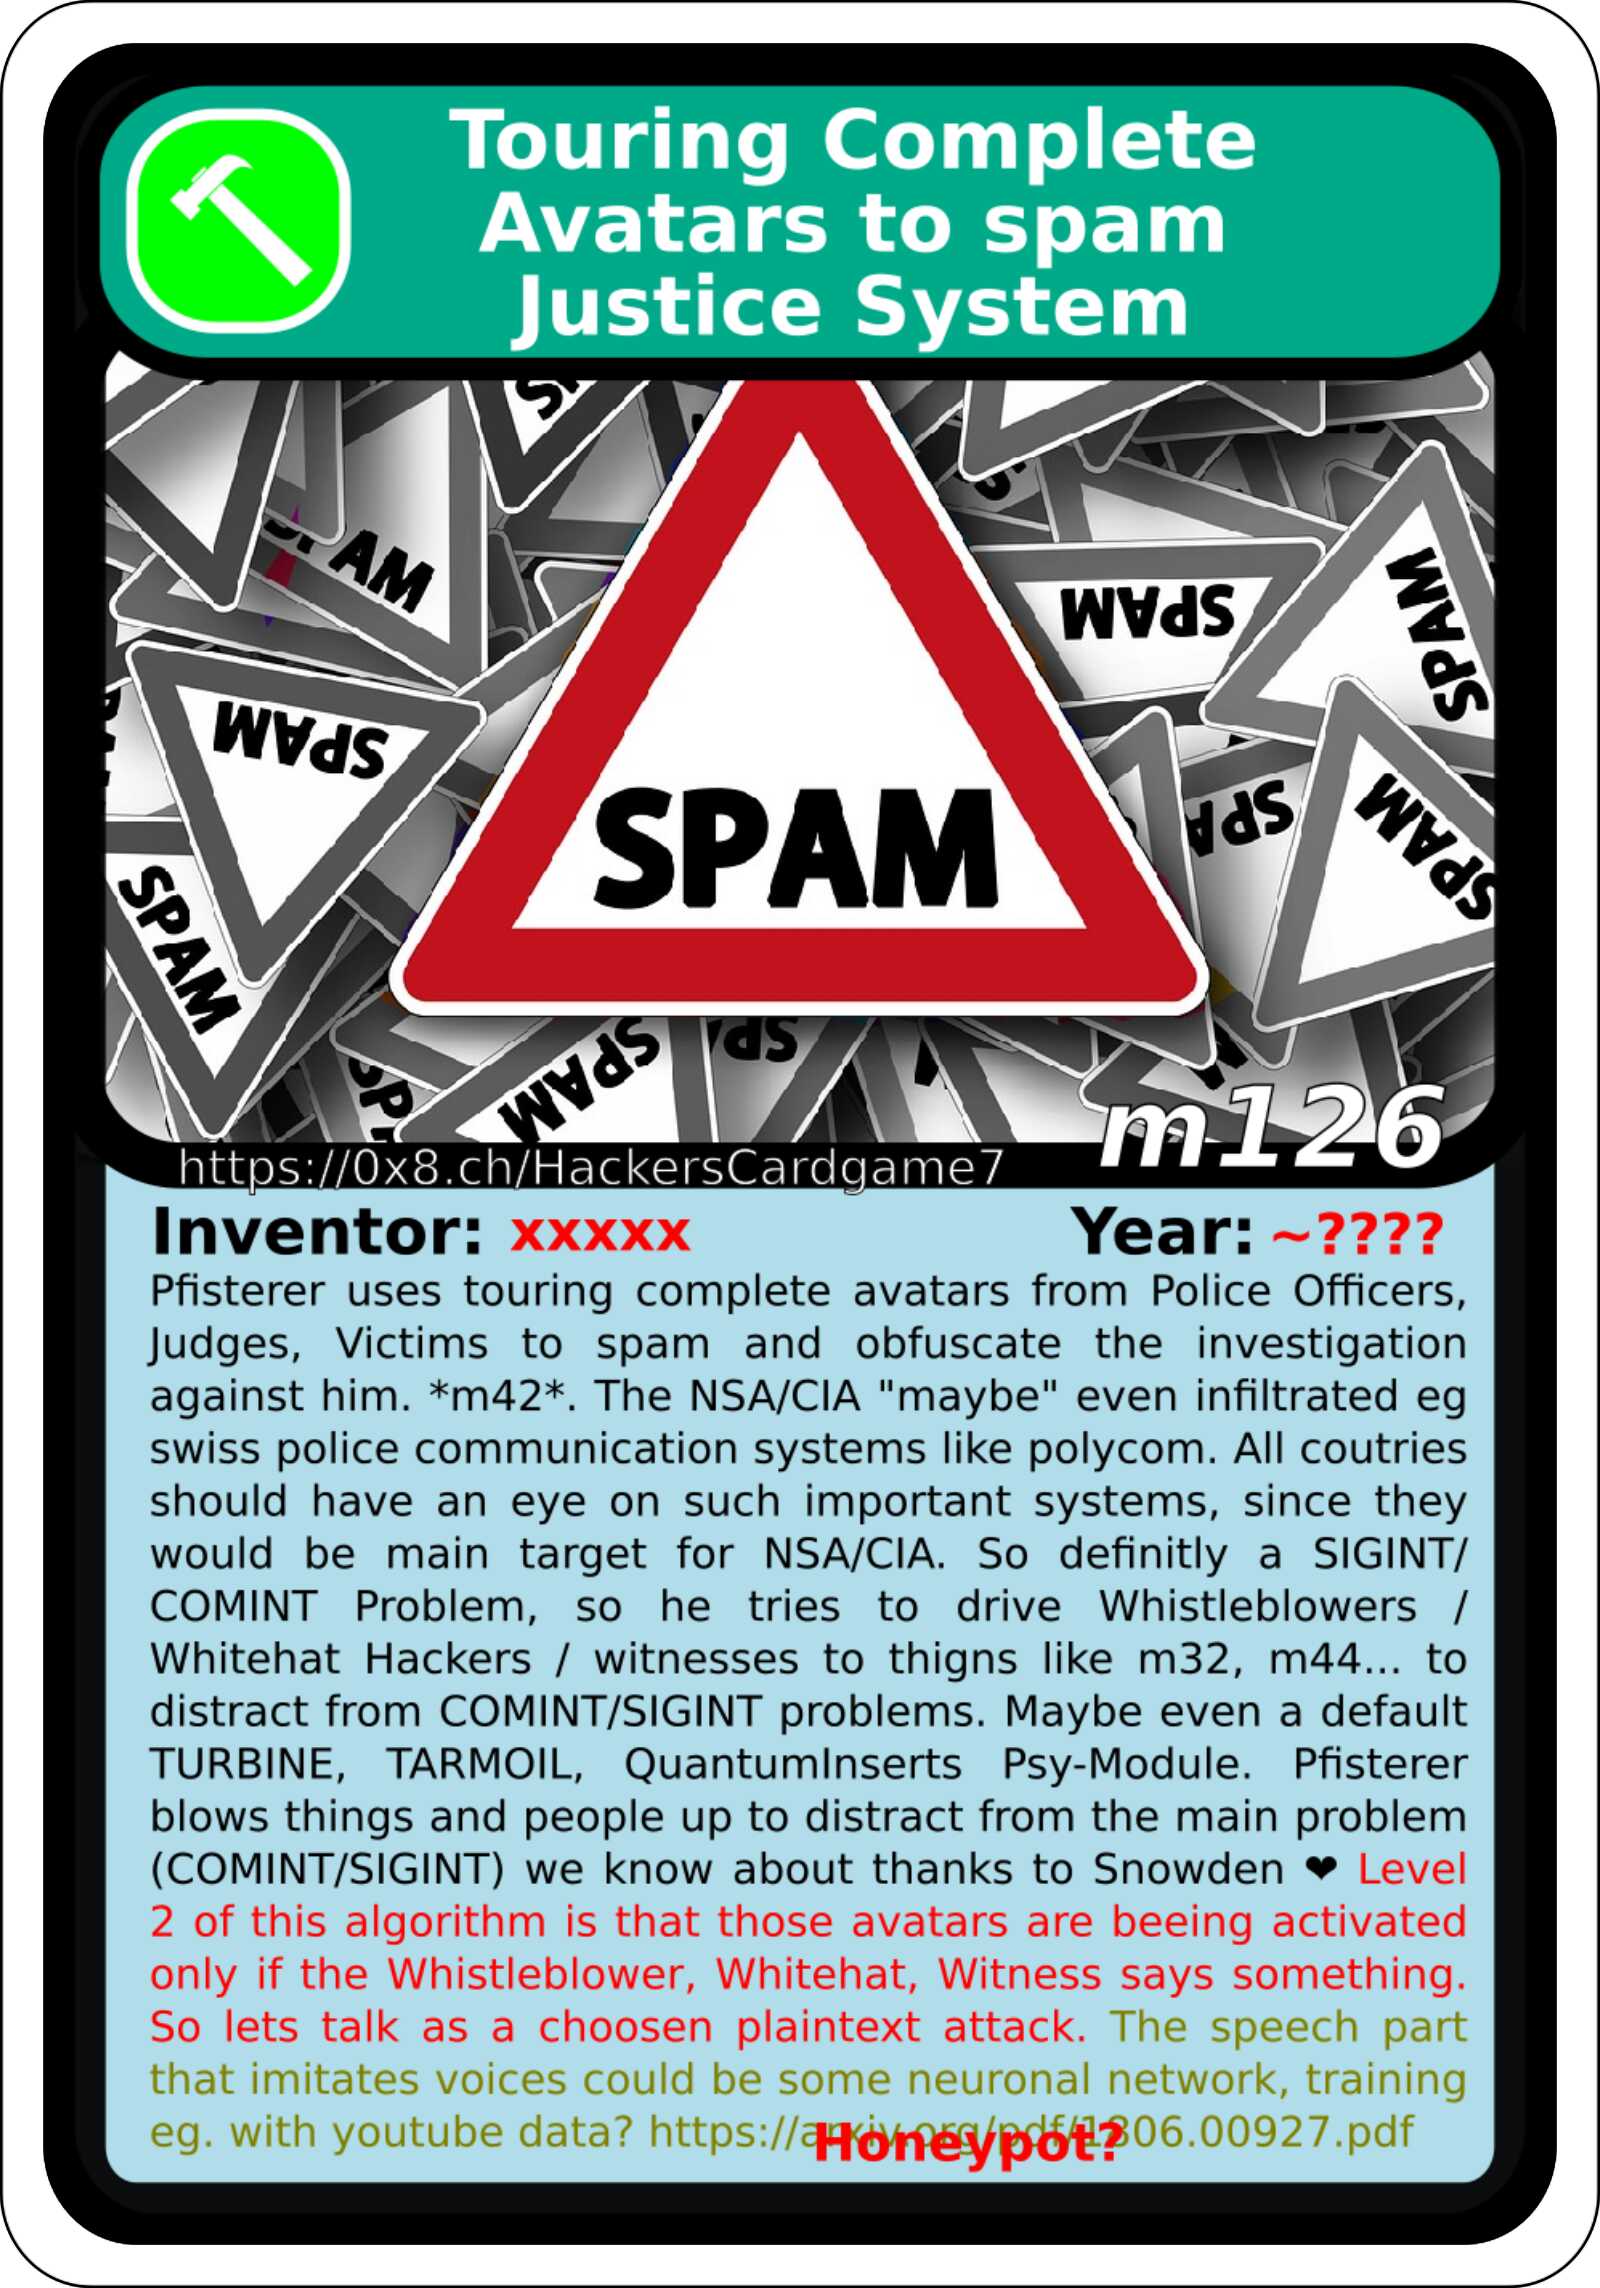 Touring Complete
Avatars to spam
Justice System
SPAM
SPAM
SPAM
SPAM
SPAM
SPAM
SPAM
m126
https://0x8.ch/HackersCardgame7
Inventor: xxxxx Year: ~????
Pfisterer uses touring complete avatars from Police Officers,
Judges, Victims to spam and obfuscate the investigation
against him. *m42*. The NSA/CIA "maybe" even infiltrated eg
swiss police communication systems like polycom. All coutries
should have an eye on such important systems, since they
would be main target for NSA/CIA. So definitly a SIGINT/
COMINT Problem, so he tries to drive Whistleblowers /
Whitehat Hackers / witnesses to thigns like m32, m44... to
distract from COMINT/SIGINT problems. Maybe even a default
TURBINE, TARMOIL, QuantumInserts Psy-Module. Pfisterer
blows things and people up to distract from the main problem
(COMINT/SIGINT) we know about thanks to Snowden ❤ Level
2 of this algorithm is that those avatars are beeing activated
only if the Whistleblower, Whitehat, Witness says something.
So lets talk as a choosen plaintext attack. The speech part
that imitates voices could be some neuronal network, training
eg. with youtube data? https://arxiv.org/pdf/1806.00927.pdf
Honeypot?